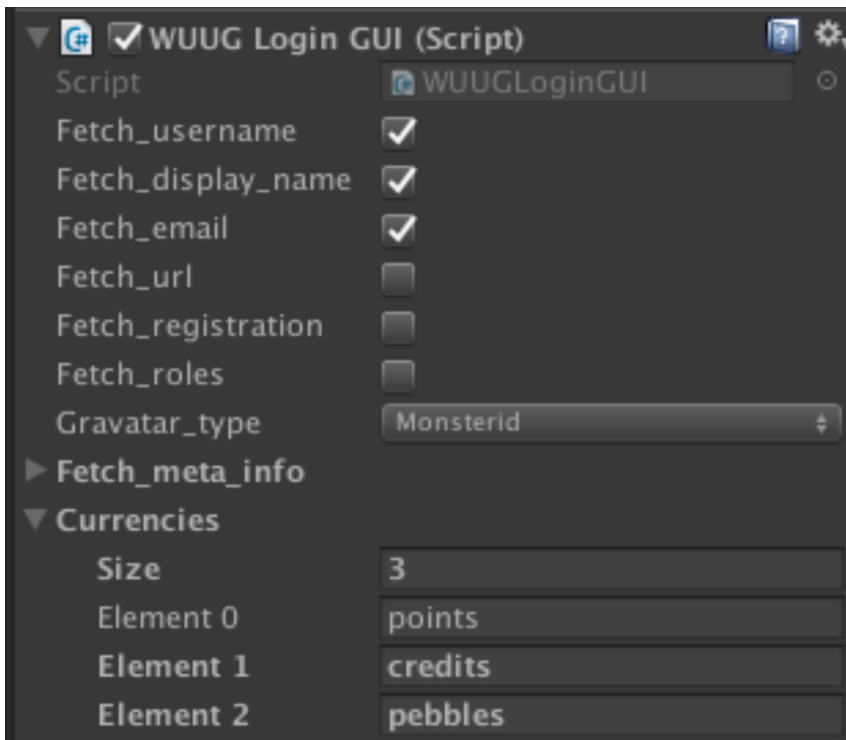 WUUG Login GUI (Script)
Script WUUGLoginGUI
Fetch_username
Fetch_display_name
Fetch_email
Fetch_url
Fetch_registration
Fetch_roles
Gravatar_type Monsterid
Fetch_meta_info
Currencies
Size 3
Element 0 points
Element 1 credits
Element 2 pebbles